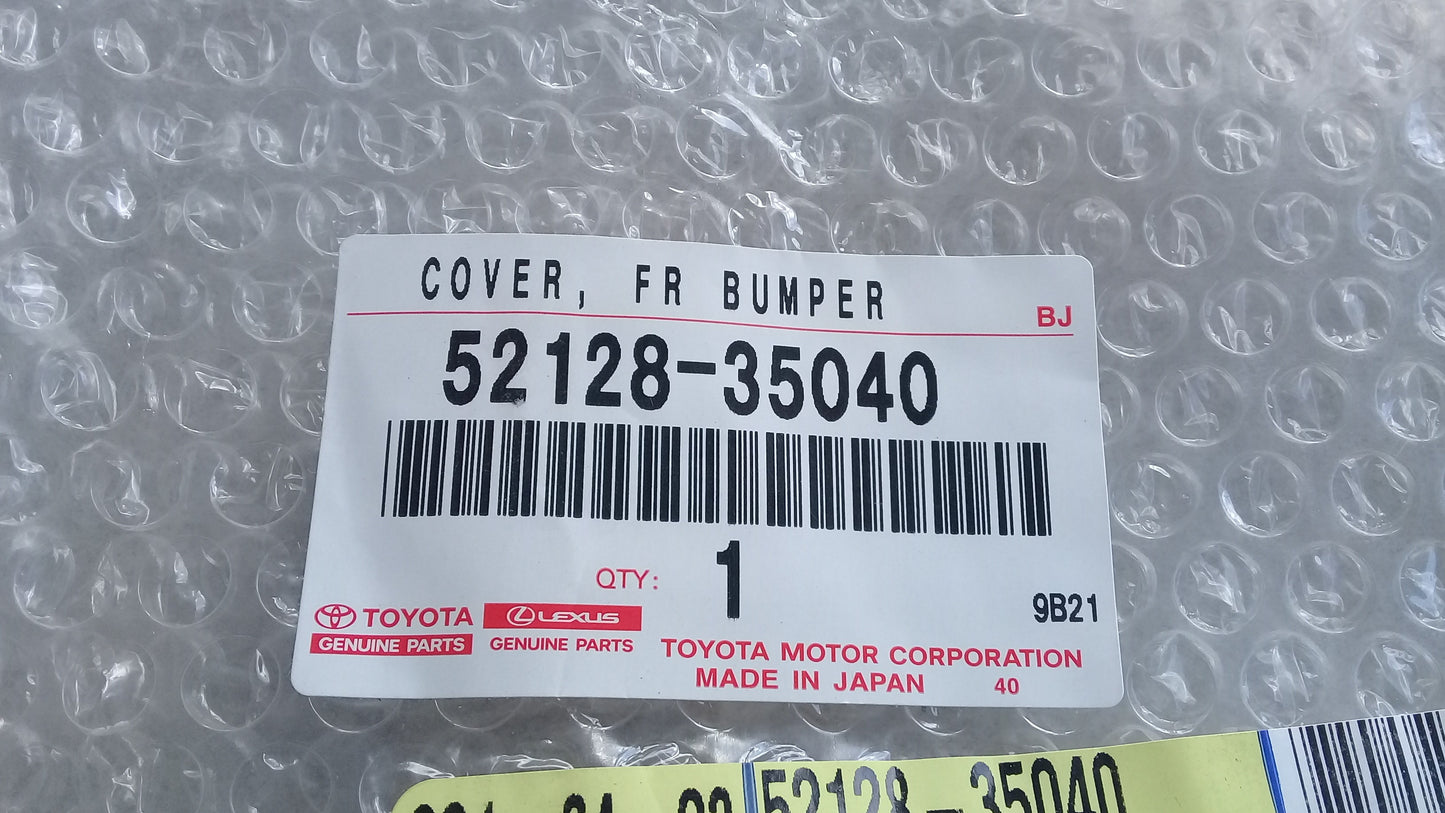 COVER, FR BUMPER
BJ
52128-35040
QTY: 1
9B21
TOYOTA LEXUS
GENUINE PARTS GENUINE PARTS
TOYOTA MOTOR CORPORATION
MADE IN JAPAN 40
52128-35040